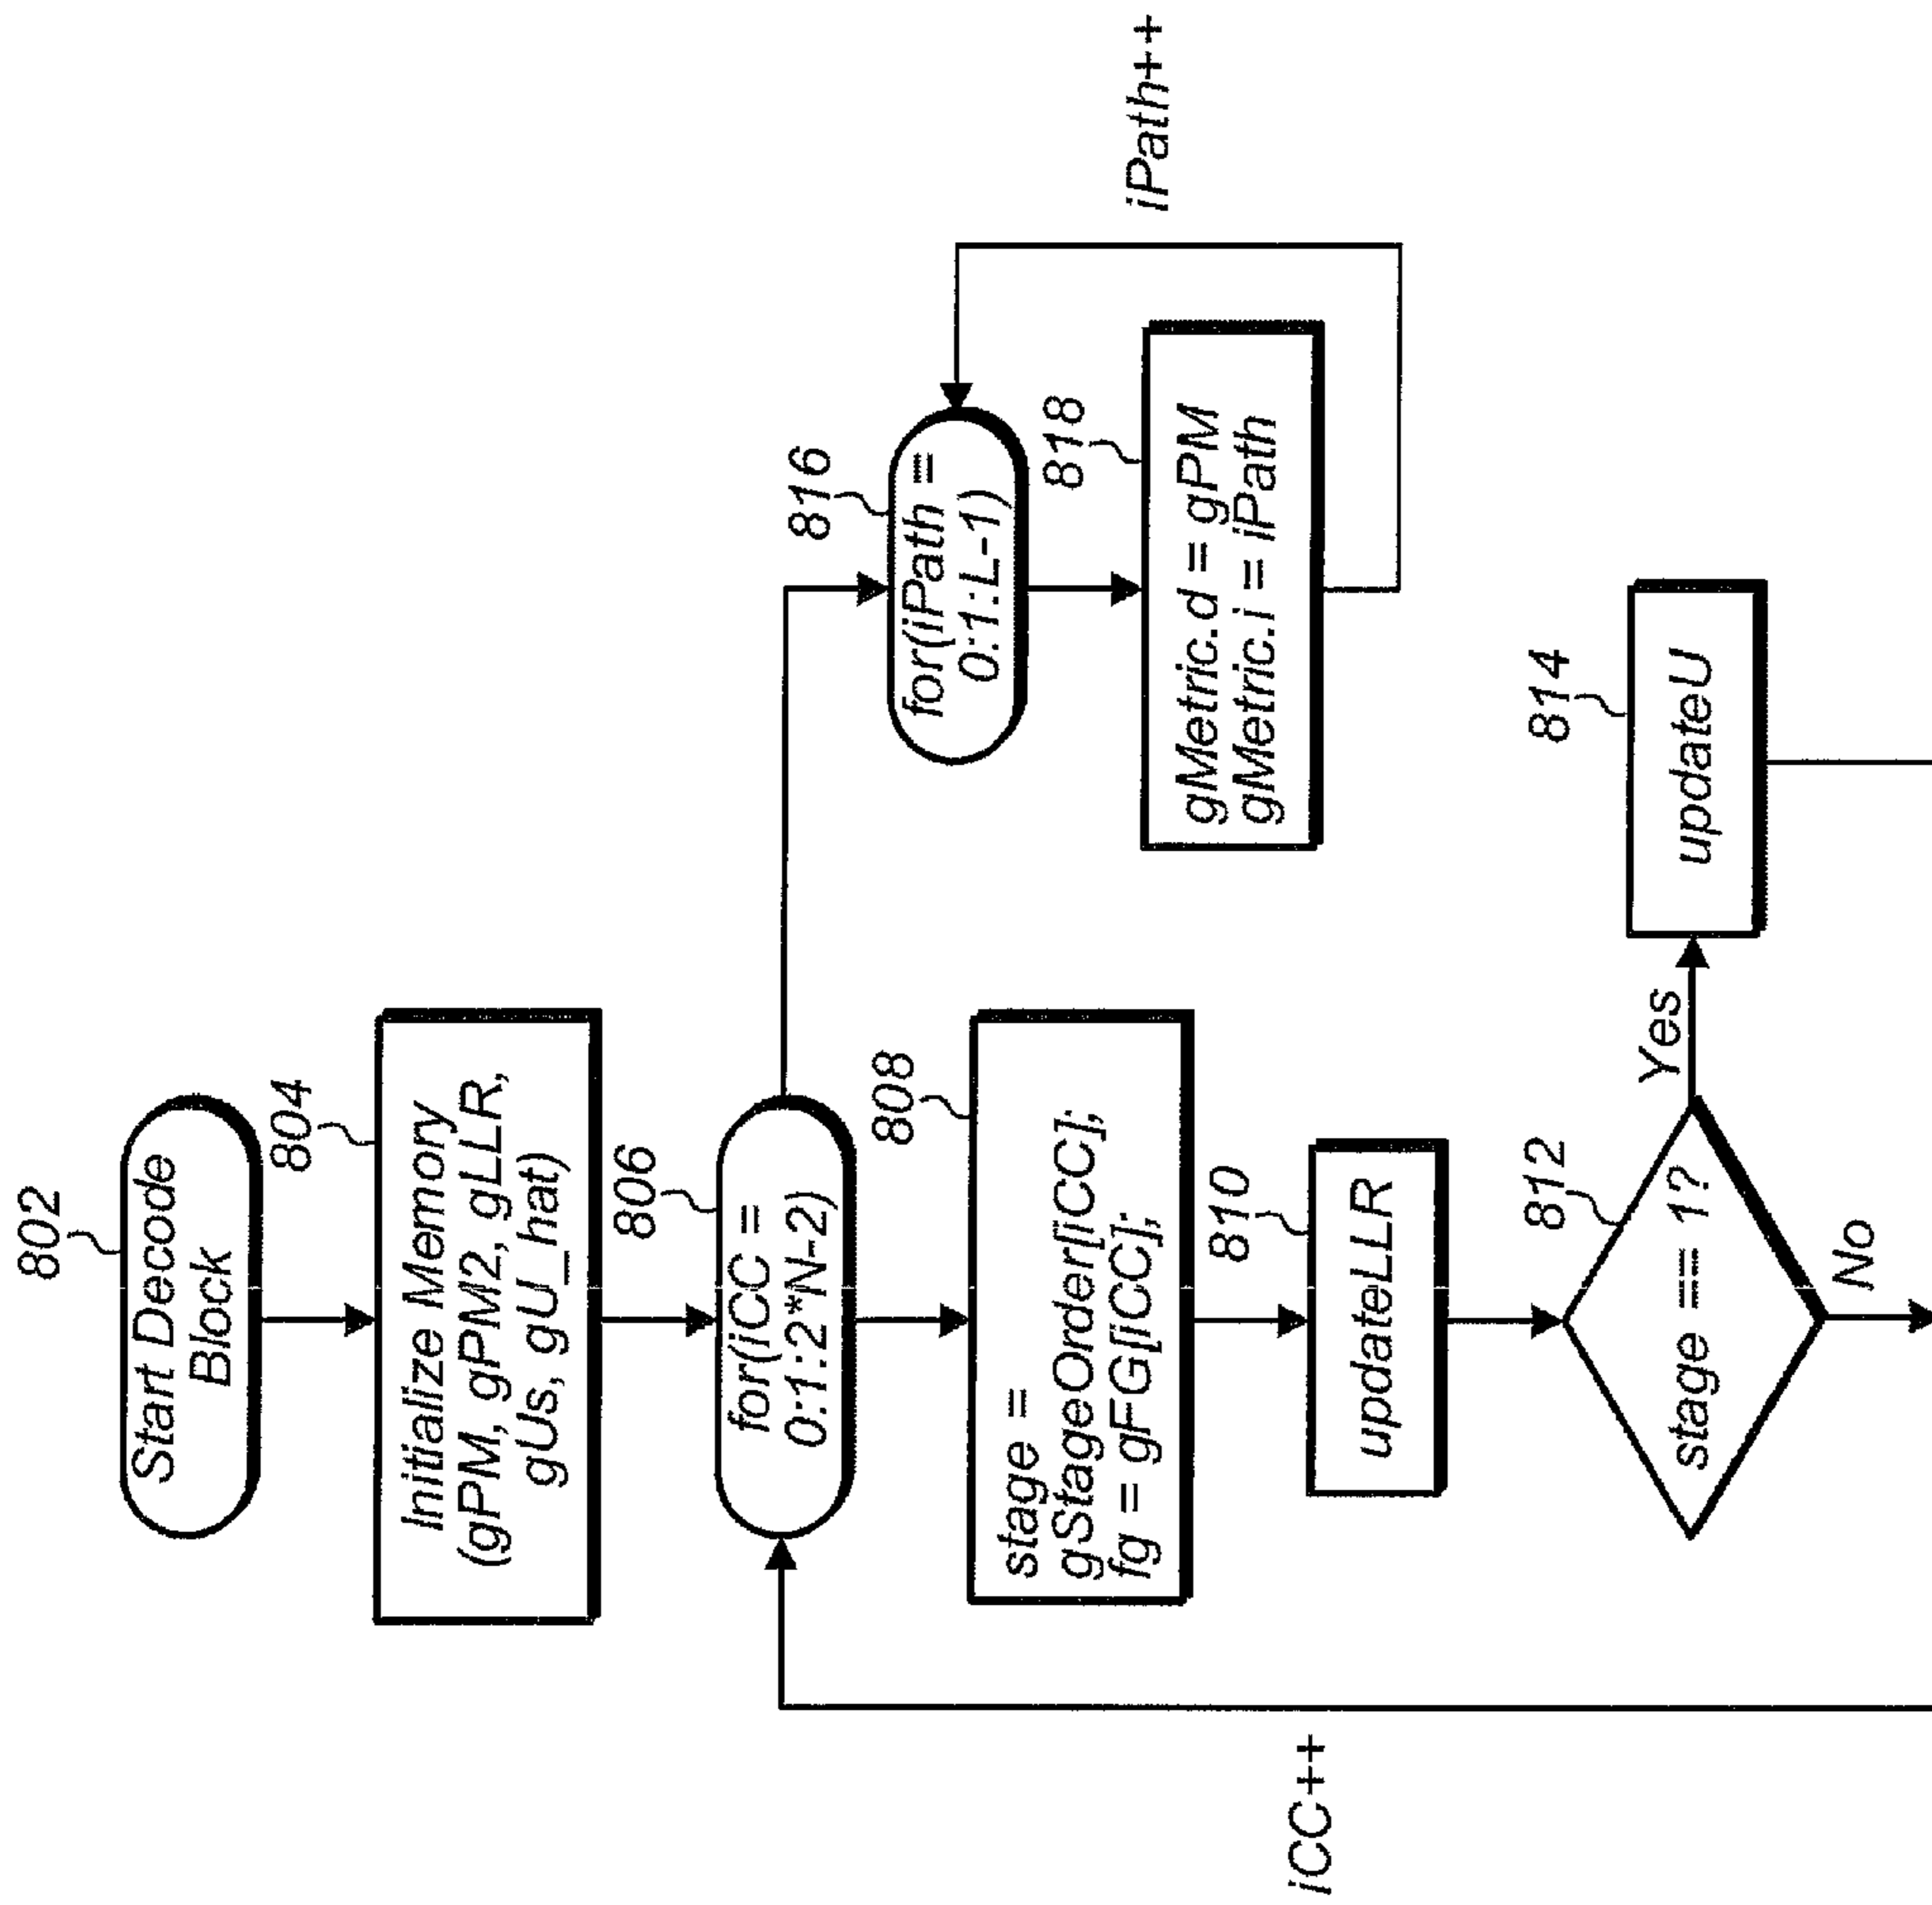 802
Start Decode
Block
804
Initialize Memory
(gPM, gPM2, gLLR,
gUs, gU_hat)
806
for(iCC =
0:1:2*N-2)
808
stage =
gStageOrder[iCC];
fg = gFG[iCC];
810
updateLLR
812
stage == 1?
Yes
No
814
updateU
816
for(iPath =
0:1:L-1)
818
gMetric.d = gPM
gMetric.i = iPath
iPath++
iCC++